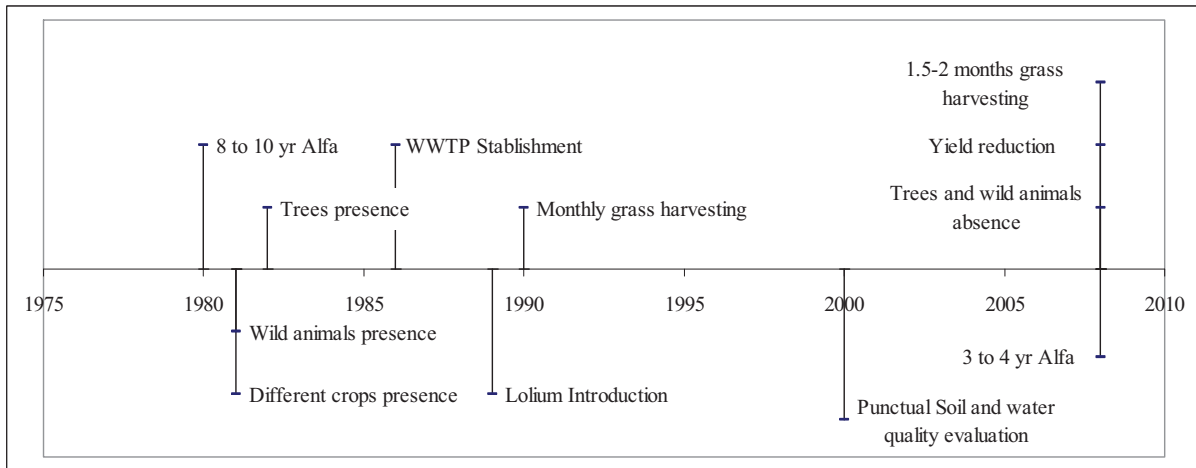 1.5-2 months grass
harvesting
8 to 10 yr Alfa
WWTP Stablishment
Yield reduction
Trees presence
Monthly grass harvesting
Trees and wild animals
absence
1975 1980 1985 1990 1995 2000 2005 2010
Wild animals presence
3 to 4 yr Alfa
Different crops presence
Lolium Introduction
Punctual Soil and water
quality evaluation